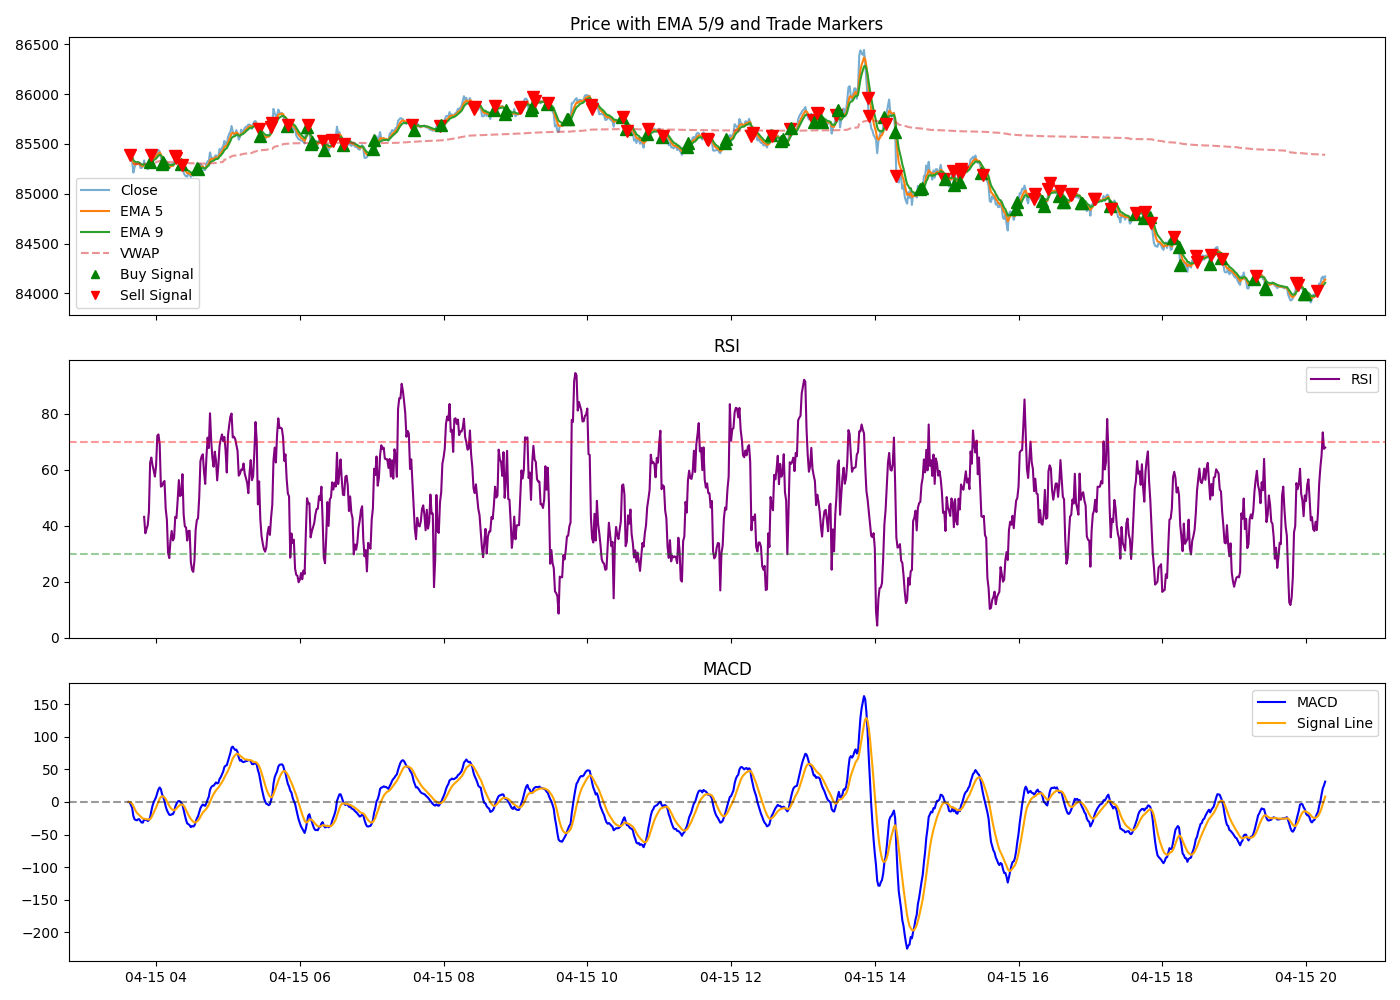 Price with EMA 5/9 and Trade Markers
86500
86000
85500
85000
84500
84000
Close
EMA 5
EMA 9
VWAP
Buy Signal
Sell Signal
RSI
80
60
40
20
0
RSI
MACD
150
100
50
0
−50
−100
−150
−200
MACD
Signal Line
04-15 04 04-15 06 04-15 08 04-15 10 04-15 12 04-15 14 04-15 16 04-15 18 04-15 20